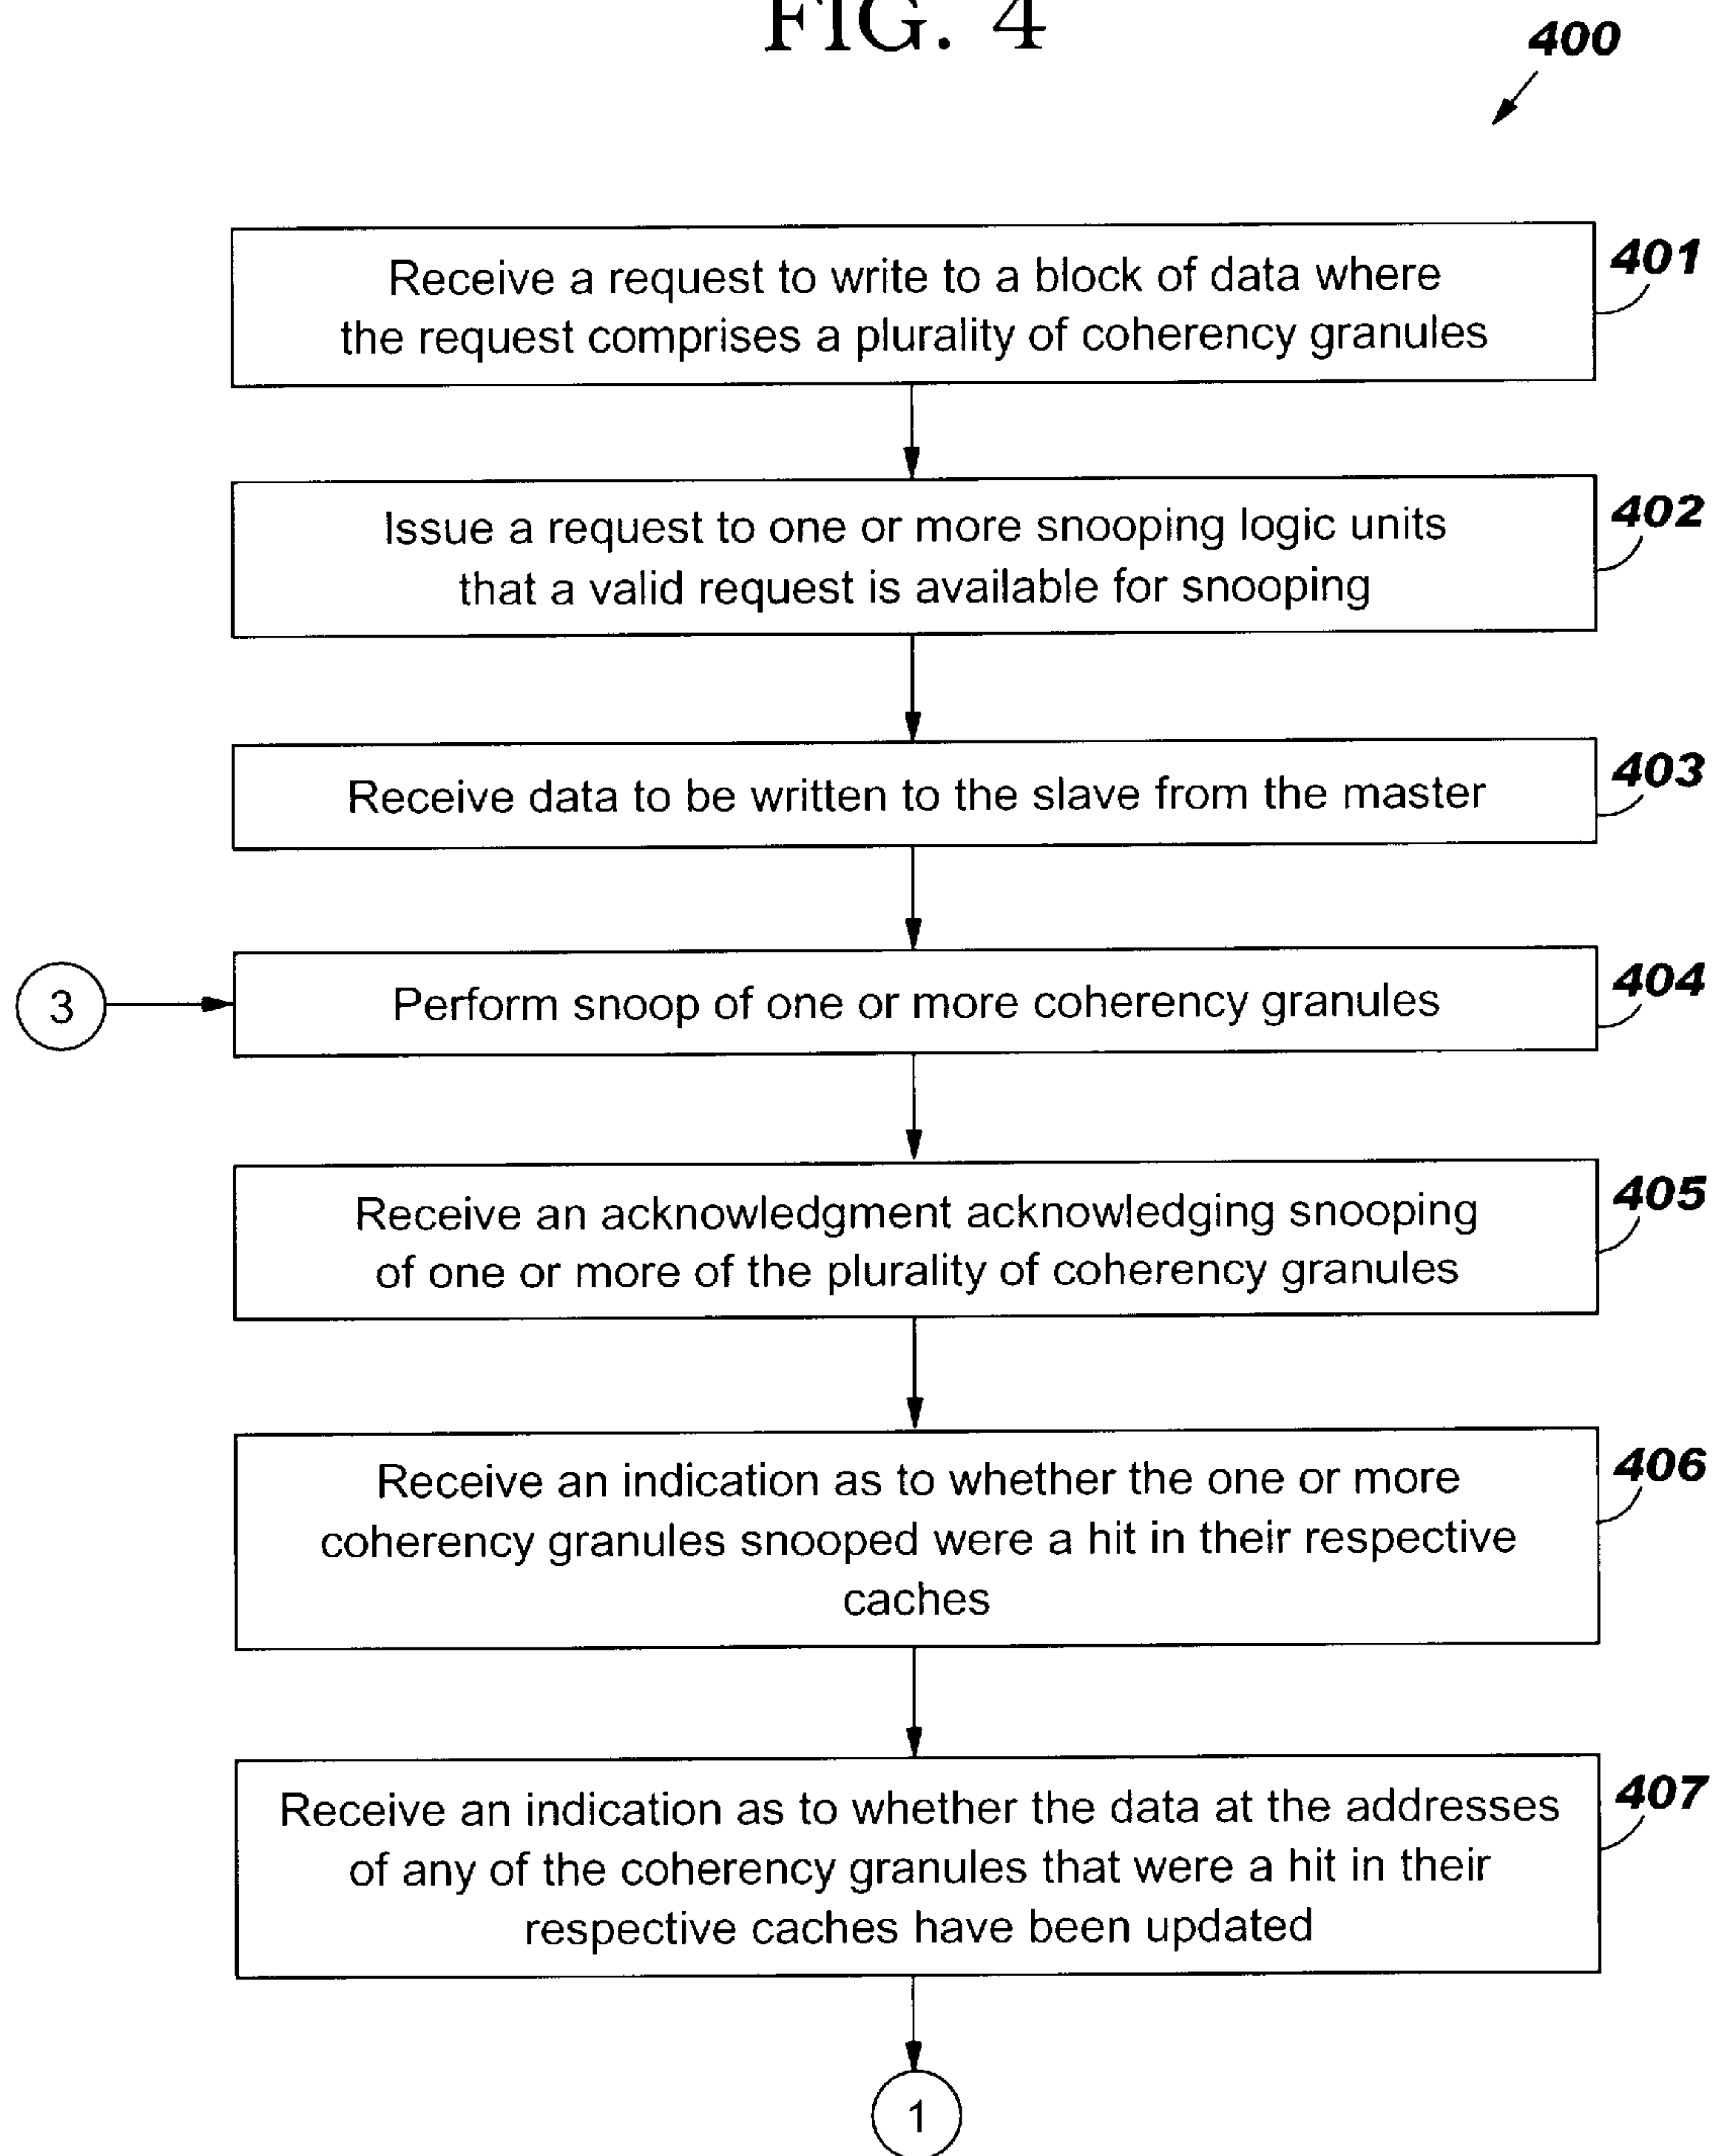 FIG. 4
400
Receive a request to write to a block of data where
the request comprises a plurality of coherency granules
401
Issue a request to one or more snooping logic units
that a valid request is available for snooping
402
Receive data to be written to the slave from the master
403
3
Perform snoop of one or more coherency granules
404
Receive an acknowledgment acknowledging snooping
of one or more of the plurality of coherency granules
405
Receive an indication as to whether the one or more
coherency granules snooped were a hit in their respective
caches
406
Receive an indication as to whether the data at the addresses
of any of the coherency granules that were a hit in their
respective caches have been updated
407
1